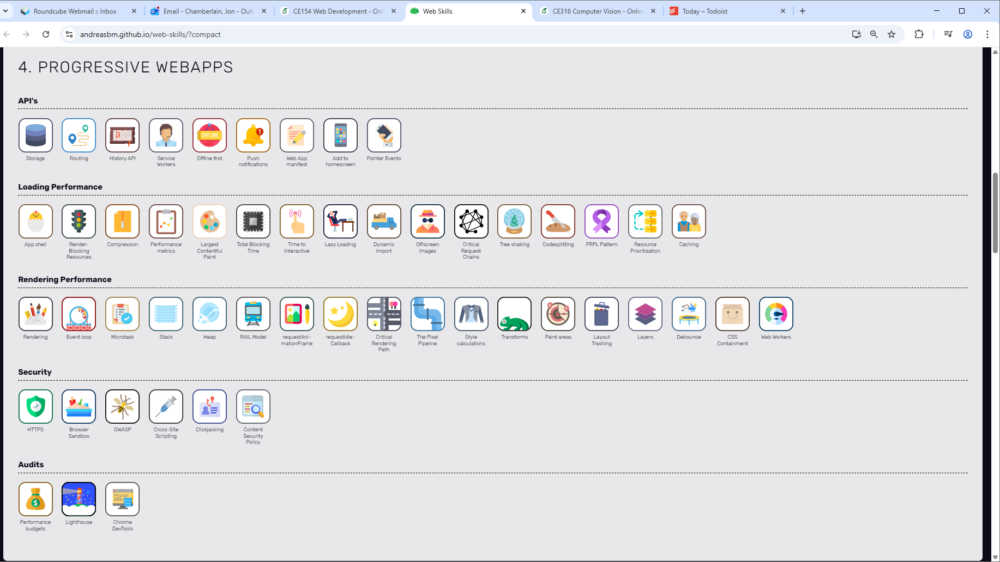 Roundcube Webmail :: Inbox
Email - Chamberlain, Jon - Outl
CE154 Web Development - Onl
Web Skills
CE316 Computer Vision - Onlin
Today – Todoist
andreasbm.github.io/web-skills/?compact
4. PROGRESSIVE WEBAPPS
API's
OFFLINE
1
Storage
Routing
History API
Service
Workers
Offline first
Push
notifications
Web App
manifest
Add to
homescreen
Pointer Events
Loading Performance
App shell
Render-
Blocking
Resources
Compression
Performance
metrics
Largest
Contentful
Paint
Total Blocking
Time
Time to
Interactive
Lazy Loading
Dynamic
Import
Offscreen
images
Critical
Request
Chains
Tree shaking
Codesplitting
PRPL Pattern
Resource
Prioritization
Caching
Rendering Performance
Rendering
Event loop
Microtask
Stack
Heap
RAIL Model
requestAni-
mationFrame
requestIdle-
Callback
Critical
Rendering
Path
The Pixel
Pipeline
Style
calculations
Transforms
Paint areas
Layout
Trashing
Layers
Debounce
CSS
Containment
Web Workers
Security
HTTPS
Browser
Sandbox
OWASP
Cross-Site
Scripting
Clickjacking
Content
Security
Policy
Audits
$
Performance
budgets
Lighthouse
Chrome
DevTools